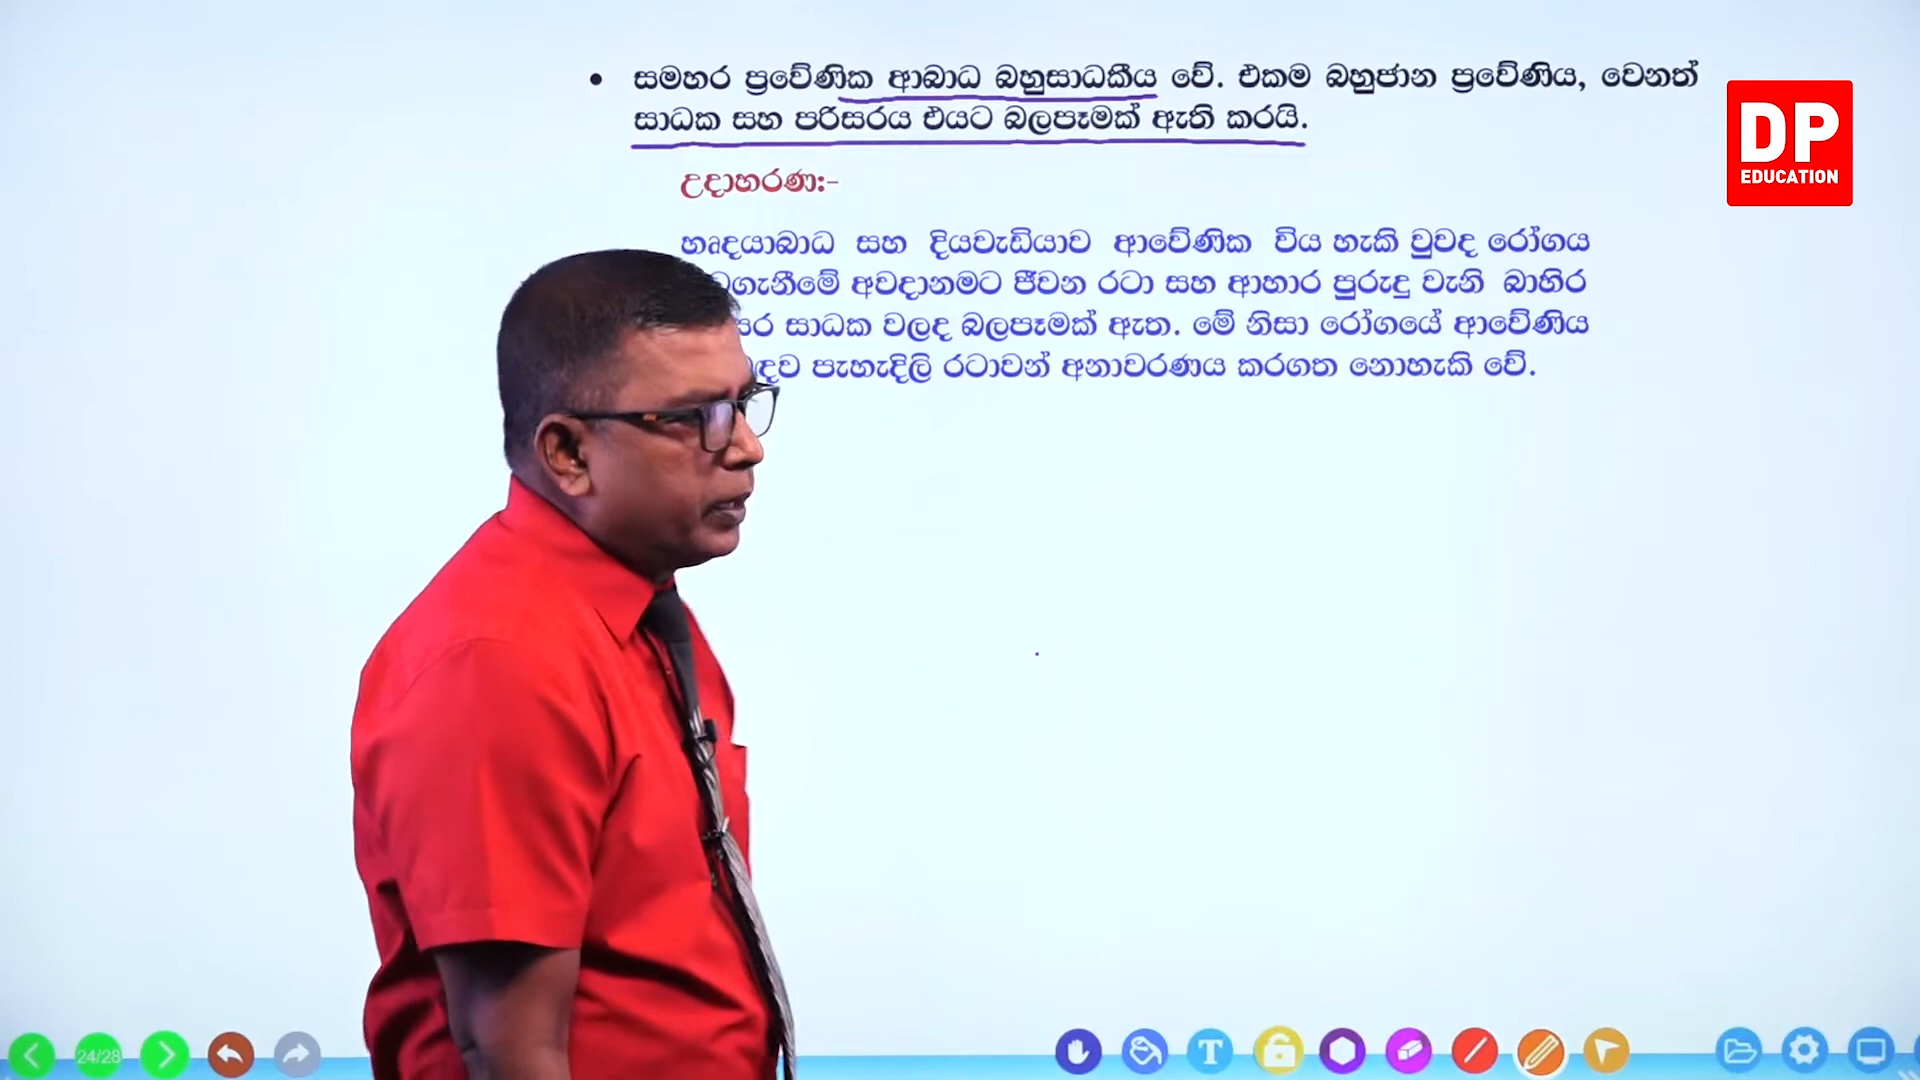 • සමහර ප්‍රවේණික ආබාධ බහුසාධකීය වේ. එකම බහුජාන ප්‍රවේණිය, වෙනත්
සාධක සහ පරිසරය එයට බලපෑමක් ඇති කරයි.
DP
EDUCATION
උදාහරණ:-
හෘදයාබාධ සහ දියවැඩියාව ආවේණික විය හැකි වුවද රෝගය
අවදානමට ජීවන රටා සහ ආහාර පුරුදු වැනි බාහිර
සාධක වලද බලපෑමක් ඇත. මේ නිසා රෝගයේ ආවේණිය
පැහැදිලි රටාවන් අනාවරණය කරගත නොහැකි වේ.
24/28
T